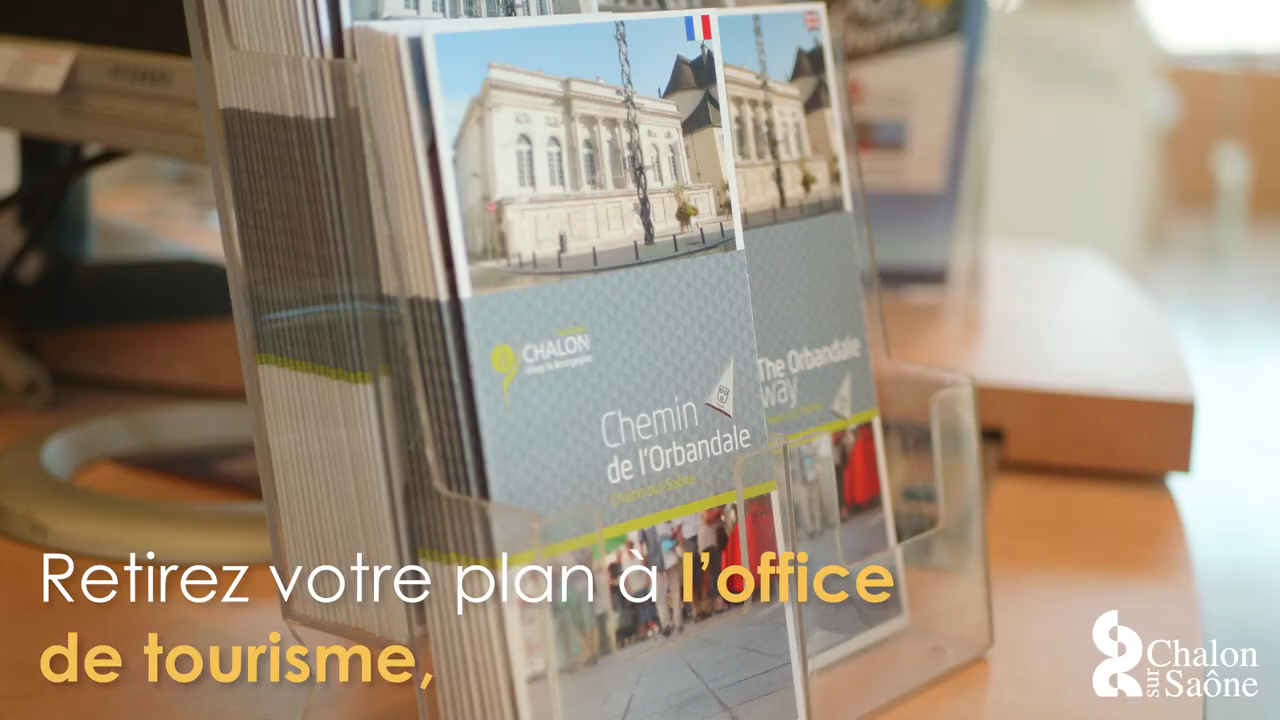 CHALON
Chemin
de l'Orbandale
Chalon-sur-Saône
The Orbandale
way
Retirez votre plan à l’office
de tourisme,
Chalon
sur Saône